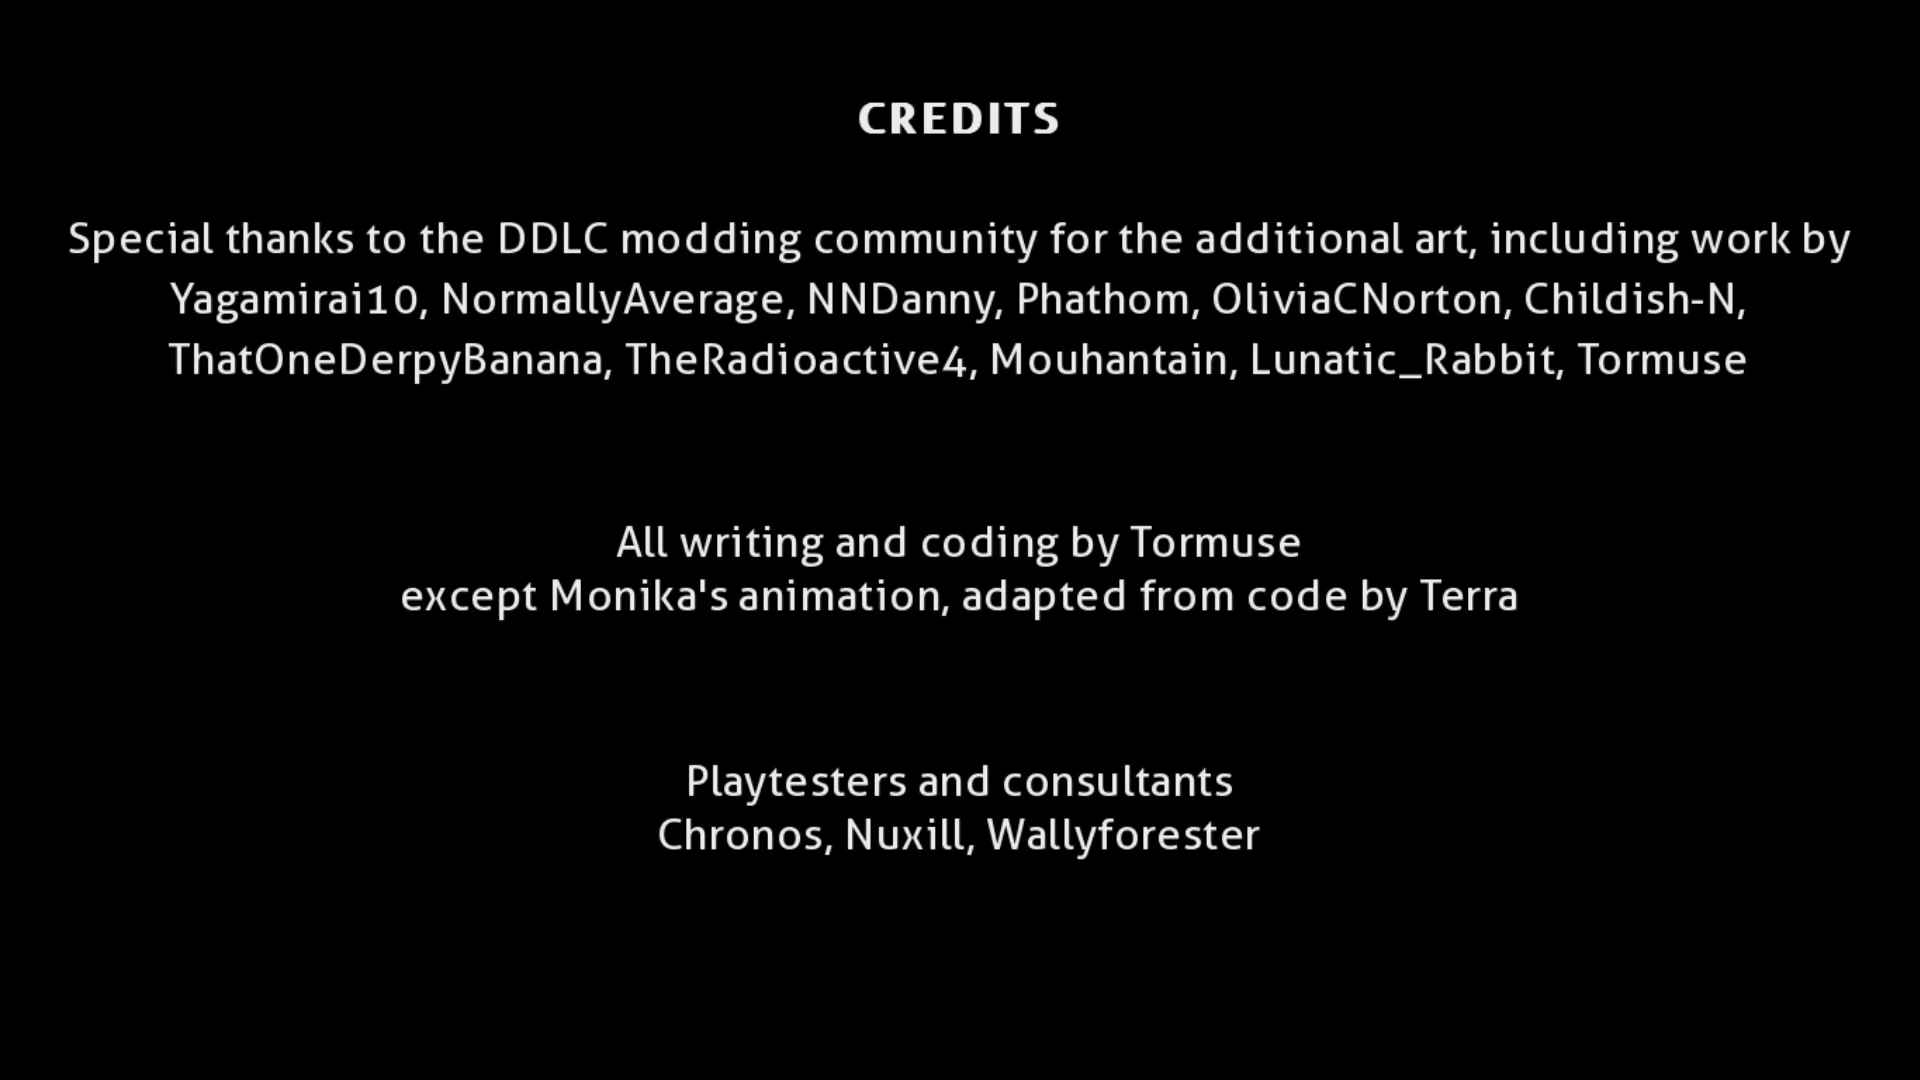 CREDITS
Special thanks to the DDLC modding community for the additional art, including work by
Yagamirai10, NormallyAverage, NNDanny, Phathom, OliviaCNorton, Childish-N,
ThatOneDerpyBanana, TheRadioactive4, Mouhantain, Lunatic_Rabbit, Tormuse
All writing and coding by Tormuse
except Monika's animation, adapted from code by Terra
Playtesters and consultants
Chronos, Nuxill, Wallyforester